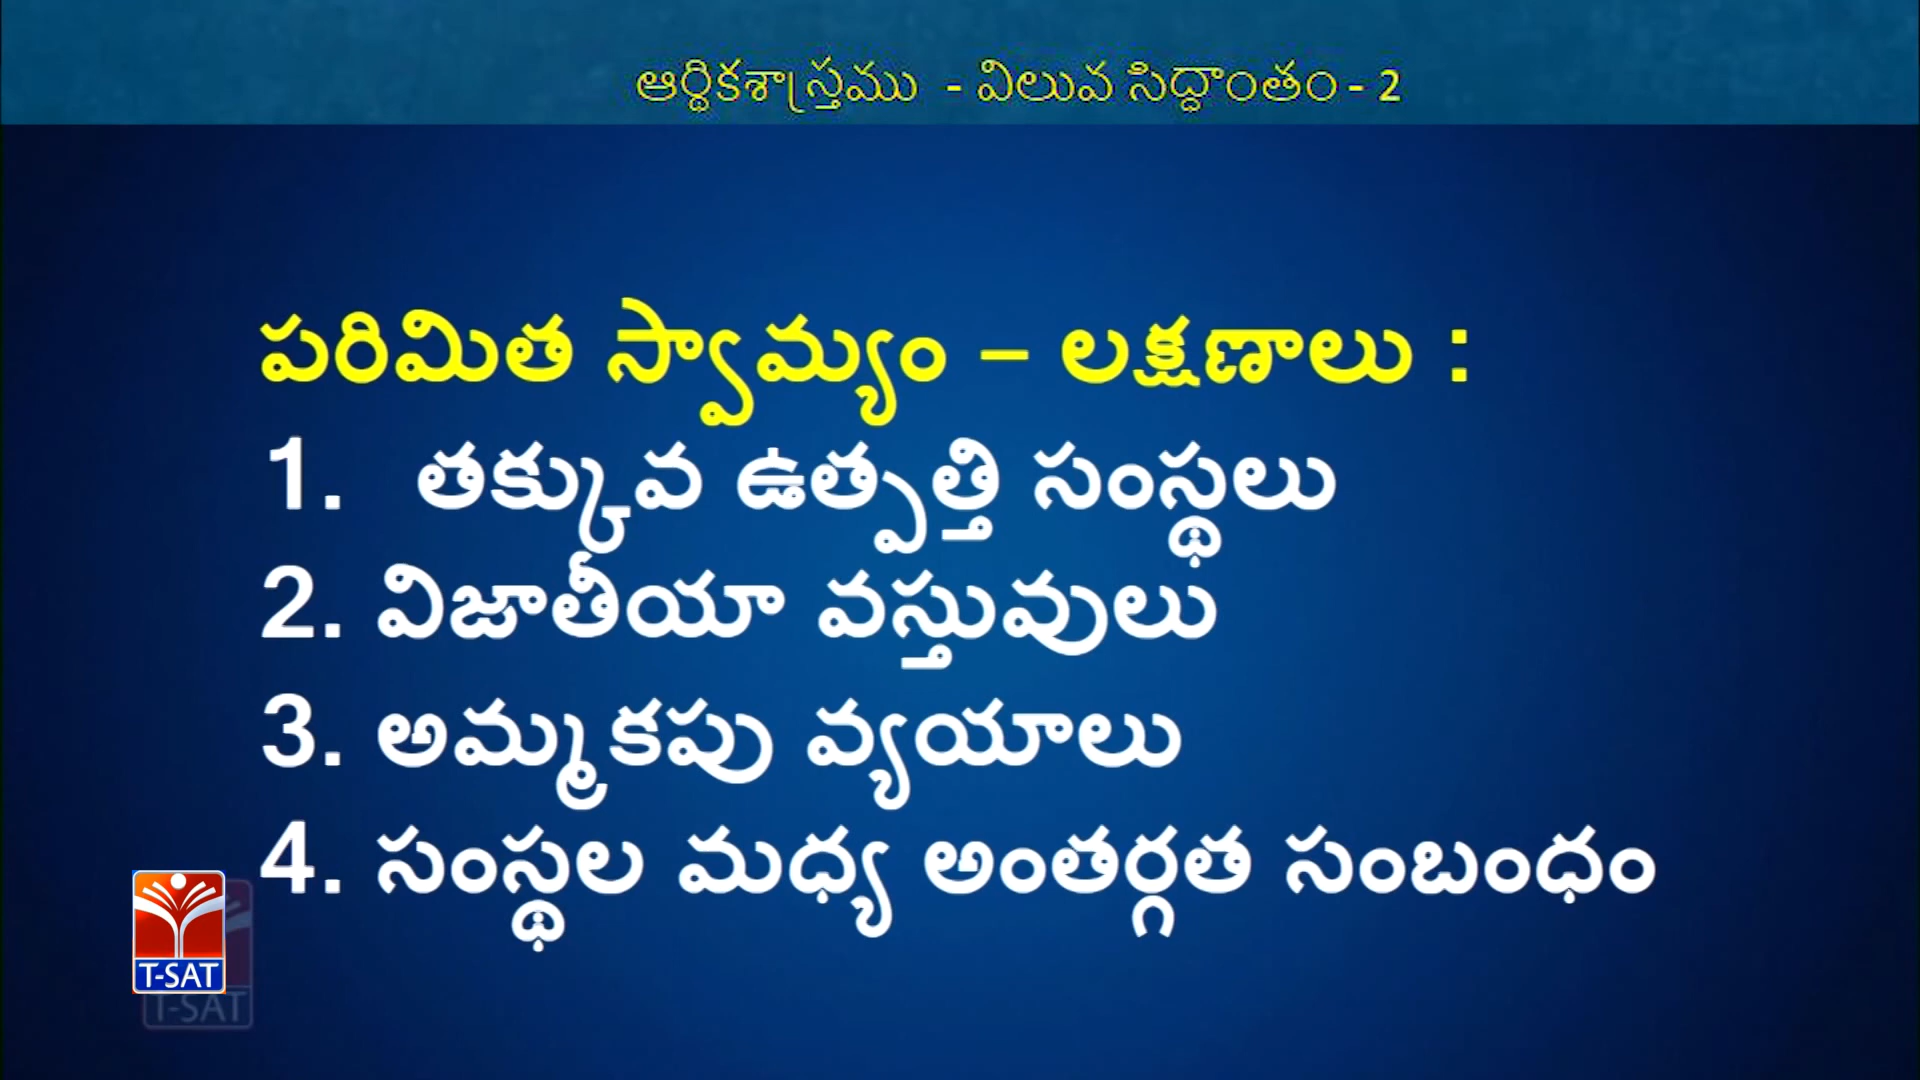 ఆర్థికశాస్త్రము - విలువ సిద్ధాంతం - 2
పరిమిత స్వామ్యం – లక్షణాలు :
1. తక్కువ ఉత్పత్తి సంస్థలు
2. విజాతీయా వస్తువులు
3. అమ్మకపు వ్యయాలు
4. సంస్థల మధ్య అంతర్గత సంబంధం
T-SAT
T-SAT